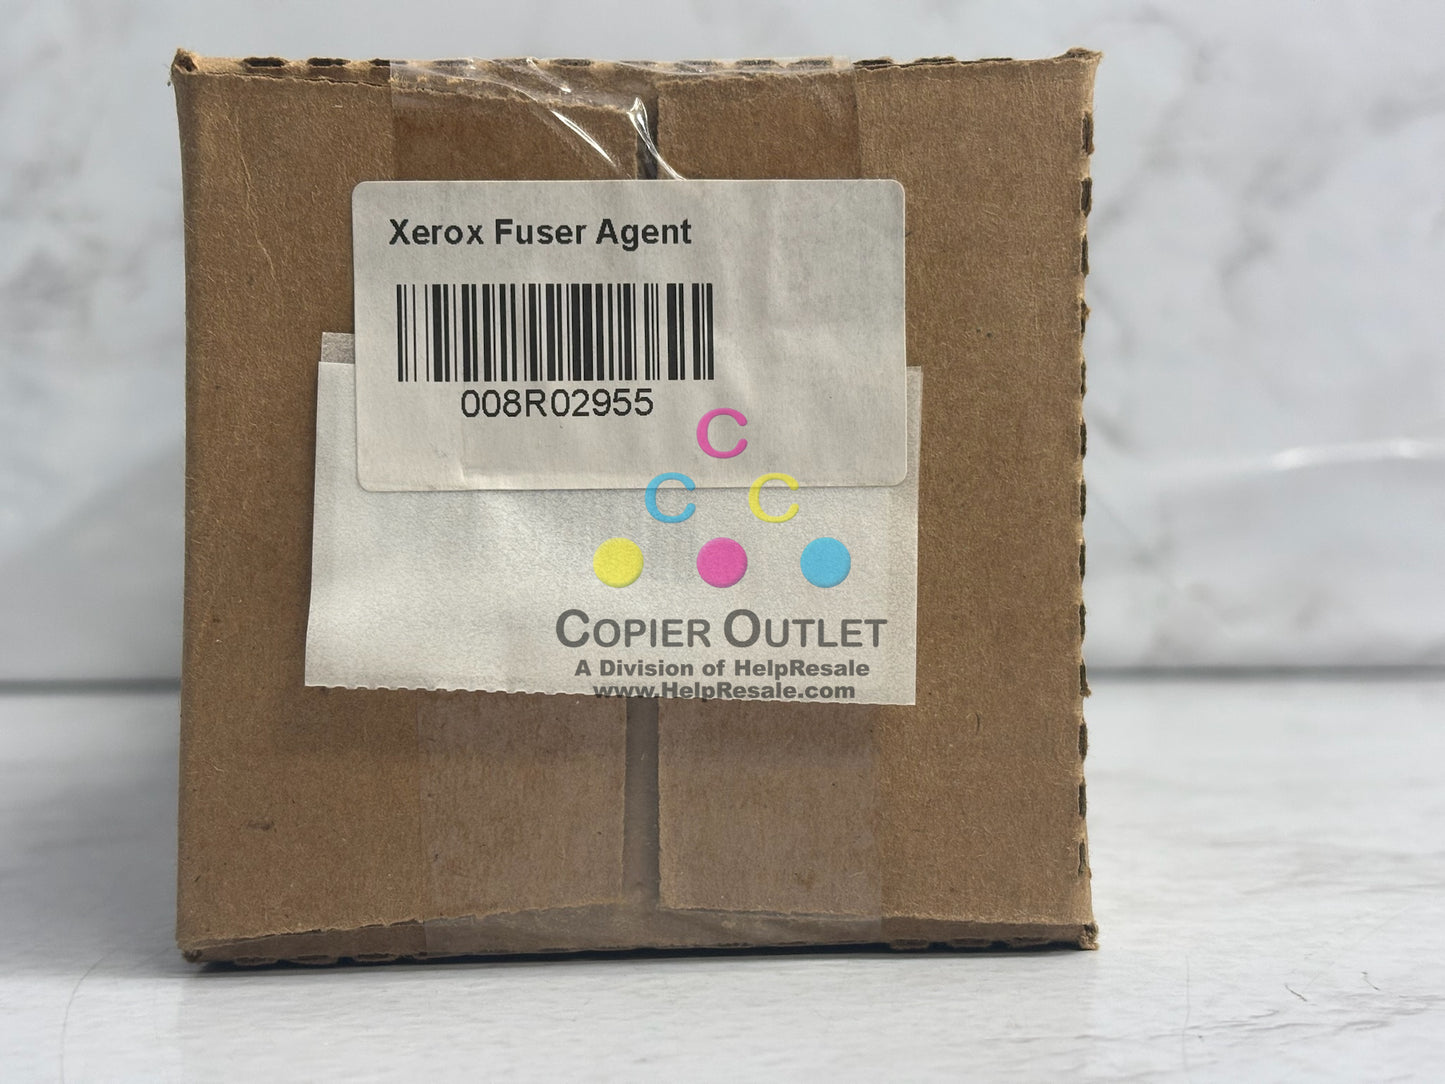 Xerox Fuser Agent
008R02955
C
C C
COPIER OUTLET
A Division of HelpResale
www.HelpResale.com